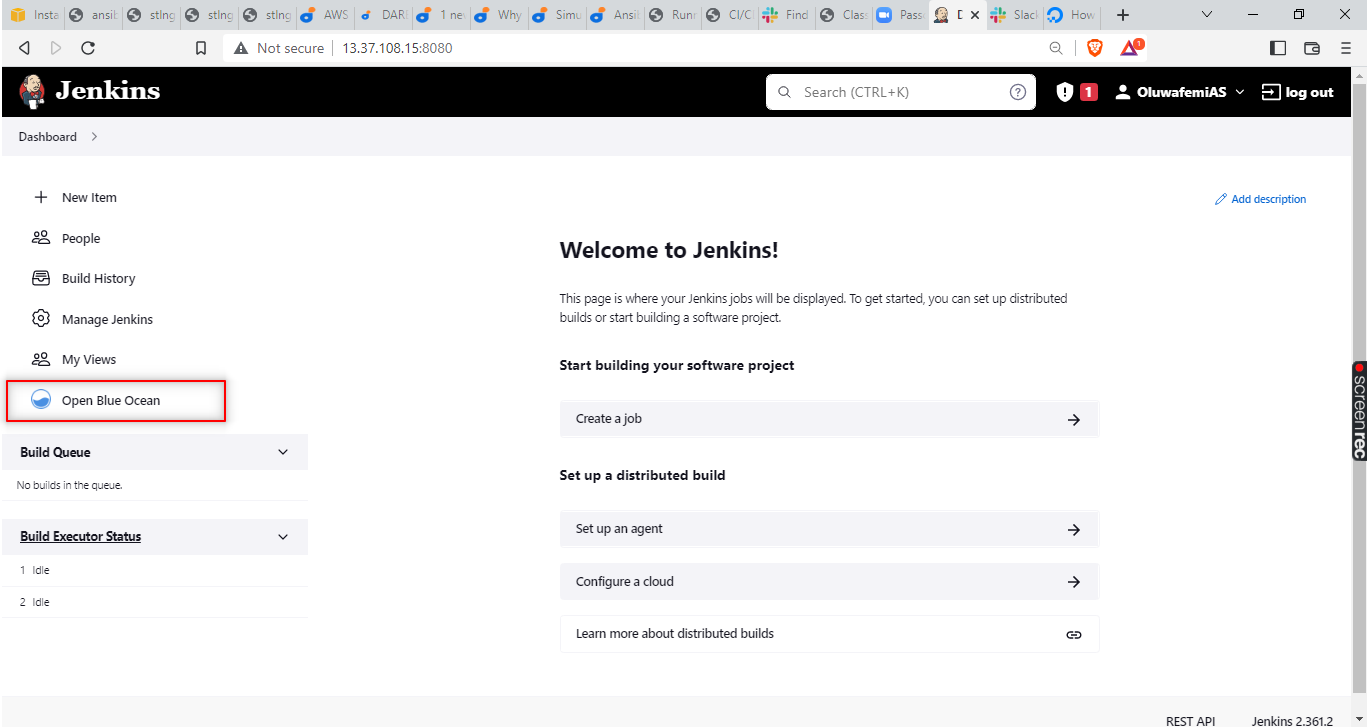 Insta
ansib
stlng
stlng
stlng
AWS
DARE
1 new
Why
Simu
Ansib
Runn
CI/CI
Find
Class
Pass
Slack
How
Not secure
13.37.108.15:8080
1
Jenkins
Search (CTRL+K)
?
1
OluwafemiAS
log out
Dashboard
New Item
People
Build History
Manage Jenkins
My Views
Open Blue Ocean
Build Queue
No builds in the queue.
Build Executor Status
1 Idle
2 Idle
Add description
Welcome to Jenkins!
This page is where your Jenkins jobs will be displayed. To get started, you can set up distributed
builds or start building a software project.
Start building your software project
Create a job
Set up a distributed build
Set up an agent
Configure a cloud
Learn more about distributed builds
screenrec
REST API
Jenkins 2.361.2